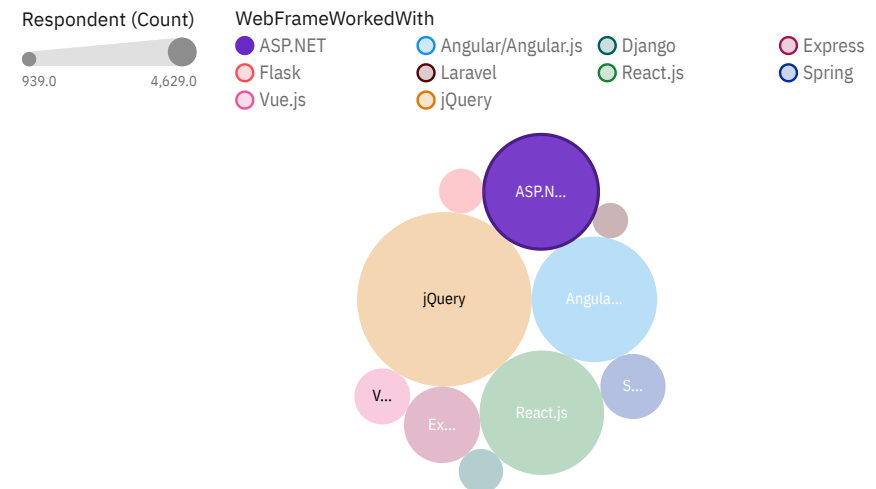 Respondent (Count)
939.0 4,629.0
WebFrameWorkedWith
ASP.NET Angular/Angular.js Django Express
Flask Laravel React.js Spring
Vue.js jQuery
ASP.N...
jQuery
Angula...
S...
V...
React.js
Ex...